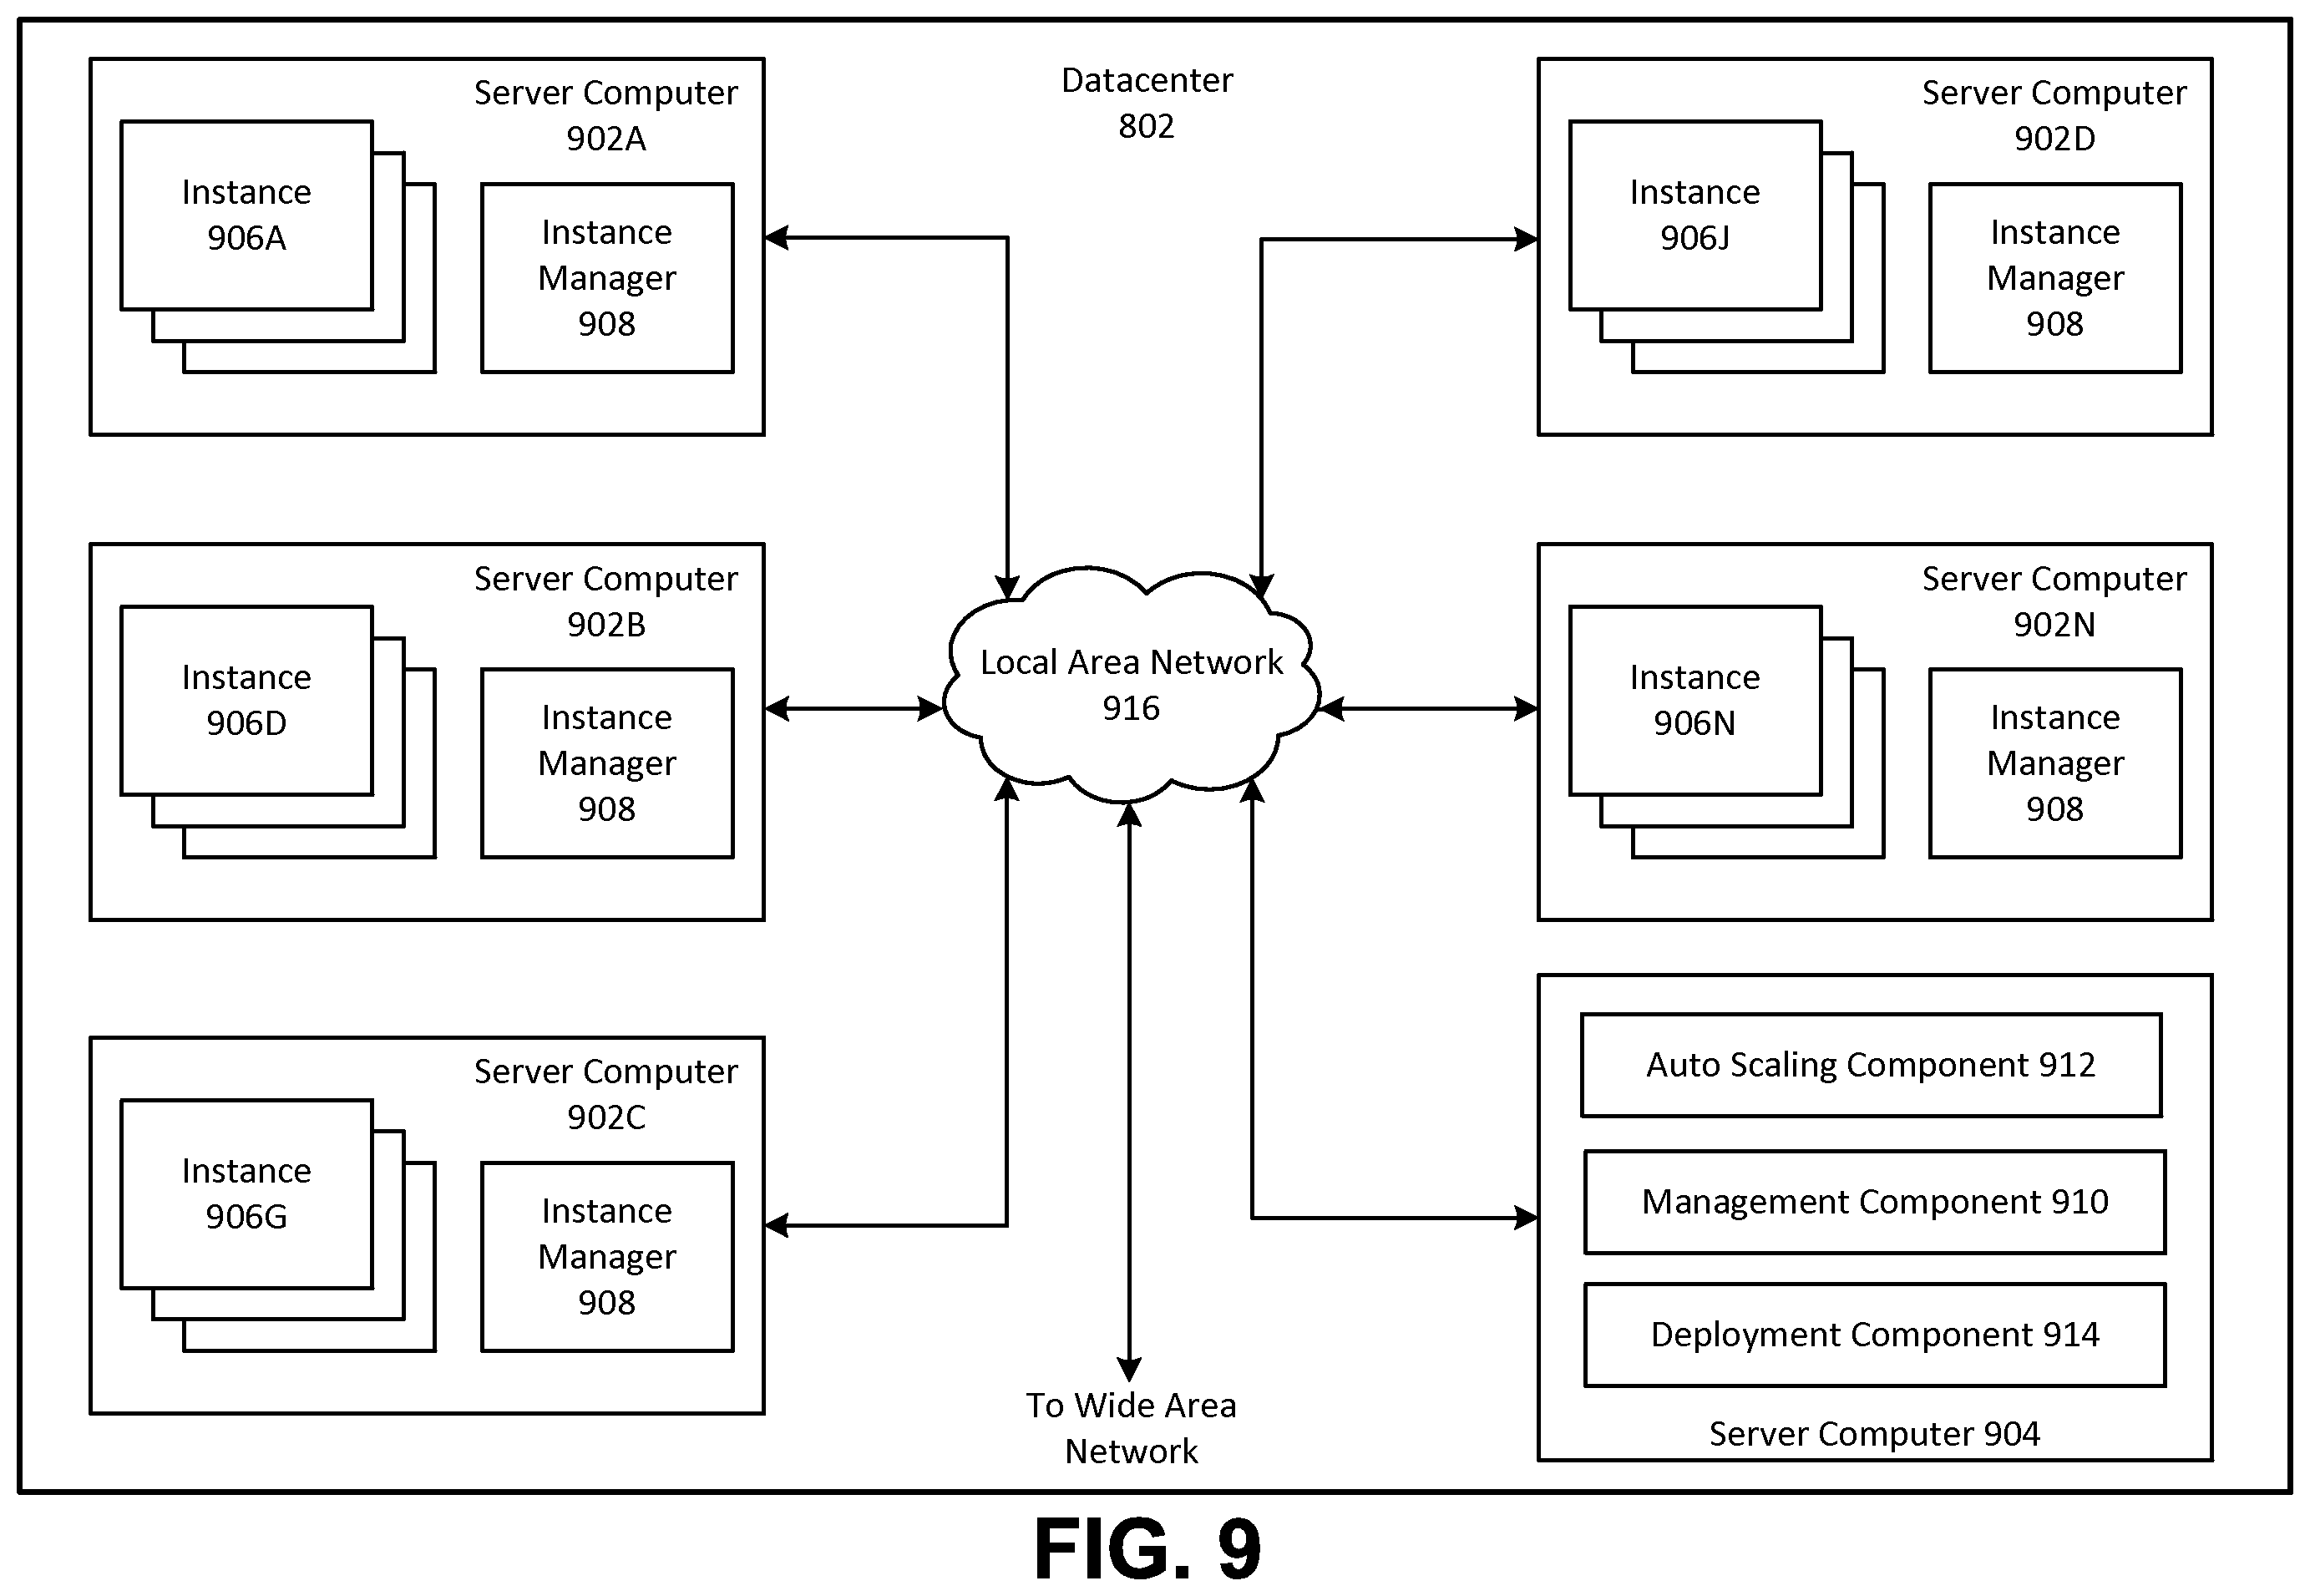 Datacenter
802
Server Computer
902A
Instance
906A
Instance
Manager
908
Server Computer
902D
Instance
906J
Instance
Manager
908
Server Computer
902B
Instance
906D
Instance
Manager
908
Local Area Network
916
Server Computer
902N
Instance
906N
Instance
Manager
908
Server Computer
902C
Instance
906G
Instance
Manager
908
To Wide Area
Network
Auto Scaling Component 912
Management Component 910
Deployment Component 914
Server Computer 904
FIG. 9